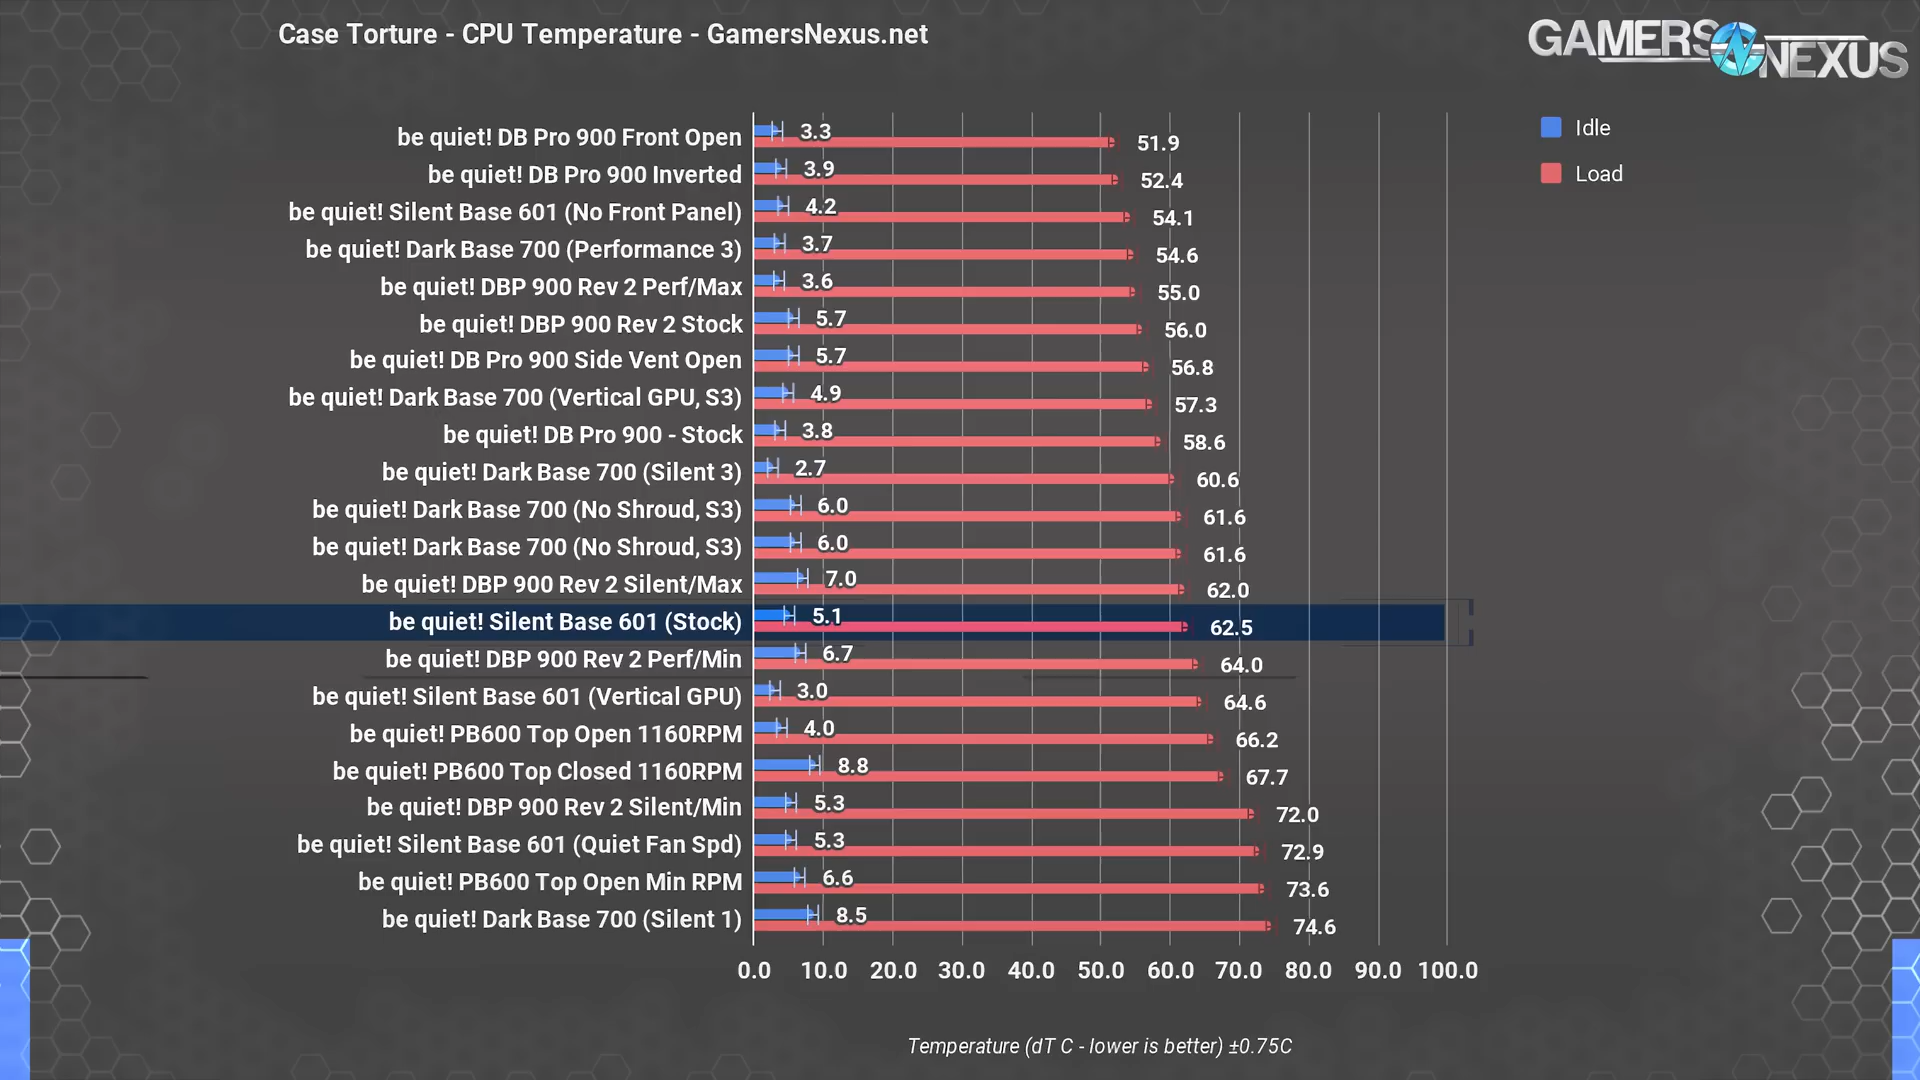 Case Torture - CPU Temperature - GamersNexus.net
GAMERS NEXUS
Idle
Load
be quiet! DB Pro 900 Front Open 3.3 51.9
be quiet! DB Pro 900 Inverted 3.9 52.4
be quiet! Silent Base 601 (No Front Panel) 4.2 54.1
be quiet! Dark Base 700 (Performance 3) 3.7 54.6
be quiet! DBP 900 Rev 2 Perf/Max 3.6 55.0
be quiet! DBP 900 Rev 2 Stock 5.7 56.0
be quiet! DB Pro 900 Side Vent Open 5.7 56.8
be quiet! Dark Base 700 (Vertical GPU, S3) 4.9 57.3
be quiet! DB Pro 900 - Stock 3.8 58.6
be quiet! Dark Base 700 (Silent 3) 2.7 60.6
be quiet! Dark Base 700 (No Shroud, S3) 6.0 61.6
be quiet! Dark Base 700 (No Shroud, S3) 6.0 61.6
be quiet! DBP 900 Rev 2 Silent/Max 7.0 62.0
be quiet! Silent Base 601 (Stock) 5.1 62.5
be quiet! DBP 900 Rev 2 Perf/Min 6.7 64.0
be quiet! Silent Base 601 (Vertical GPU) 3.0 64.6
be quiet! PB600 Top Open 1160RPM 4.0 66.2
be quiet! PB600 Top Closed 1160RPM 8.8 67.7
be quiet! DBP 900 Rev 2 Silent/Min 5.3 72.0
be quiet! Silent Base 601 (Quiet Fan Spd) 5.3 72.9
be quiet! PB600 Top Open Min RPM 6.6 73.6
be quiet! Dark Base 700 (Silent 1) 8.5 74.6
0.0 10.0 20.0 30.0 40.0 50.0 60.0 70.0 80.0 90.0 100.0
Temperature (dT C - lower is better) ±0.75C